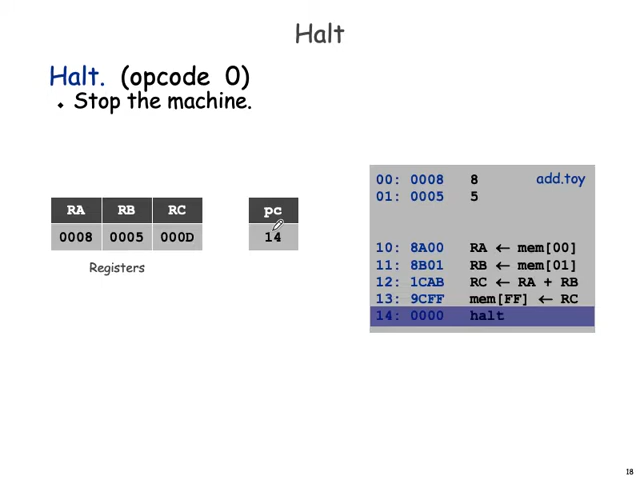 Halt
Halt. (opcode 0)
Stop the machine.
RA RB RC pc
0008 0005 000D 14
Registers
00: 0008 8 add.toy
01: 0005 5
10: 8A00 RA ← mem[00]
11: 8B01 RB ← mem[01]
12: 1CAB RC ← RA + RB
13: 9CFF mem[FF] ← RC
14: 0000 halt
18